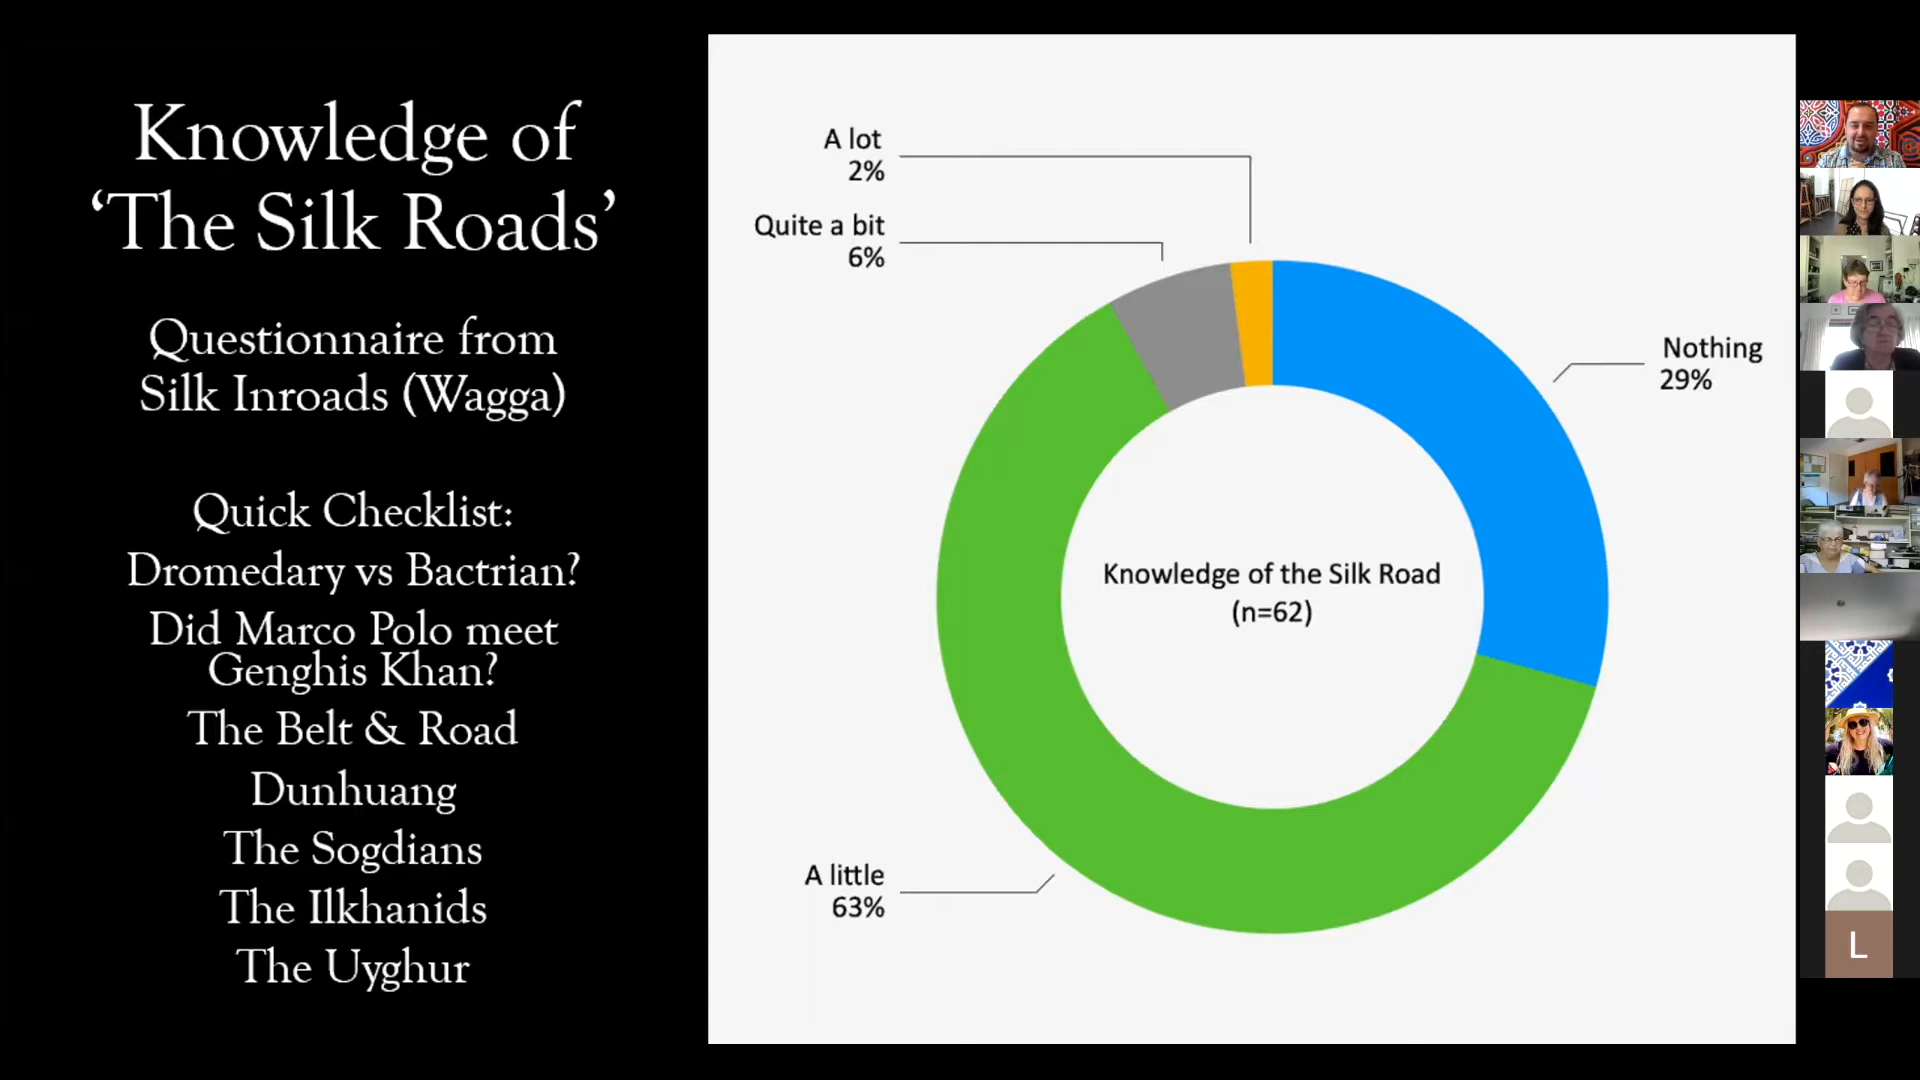 Knowledge of
‘The Silk Roads’
Questionnaire from
Silk Inroads (Wagga)
Quick Checklist:
Dromedary vs Bactrian?
Did Marco Polo meet
Genghis Khan?
The Belt & Road
Dunhuang
The Sogdians
The Ilkhanids
The Uyghur
A lot
2%
Quite a bit
6%
Nothing
29%
Knowledge of the Silk Road
(n=62)
A little
63%
L